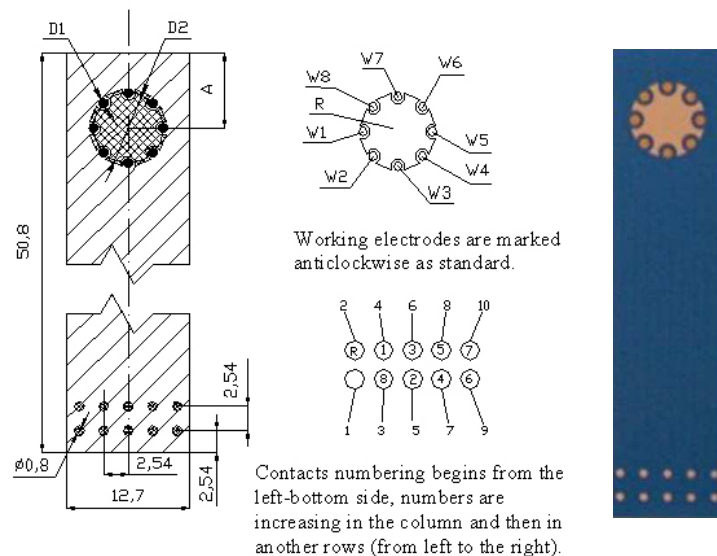 D1
D2
A
50,8
2,54
ø0,8
2,54
2,54
12,7
W7
W8
W6
R
W1
W5
W2
W4
W3
Working electrodes are marked
anticlockwise as standard.
2 4 6 8 10
R 1 3 5 7
8 2 4 6
1 3 5 7 9
Contacts numbering begins from the
left-bottom side, numbers are
increasing in the column and then in
another rows (from left to the right).